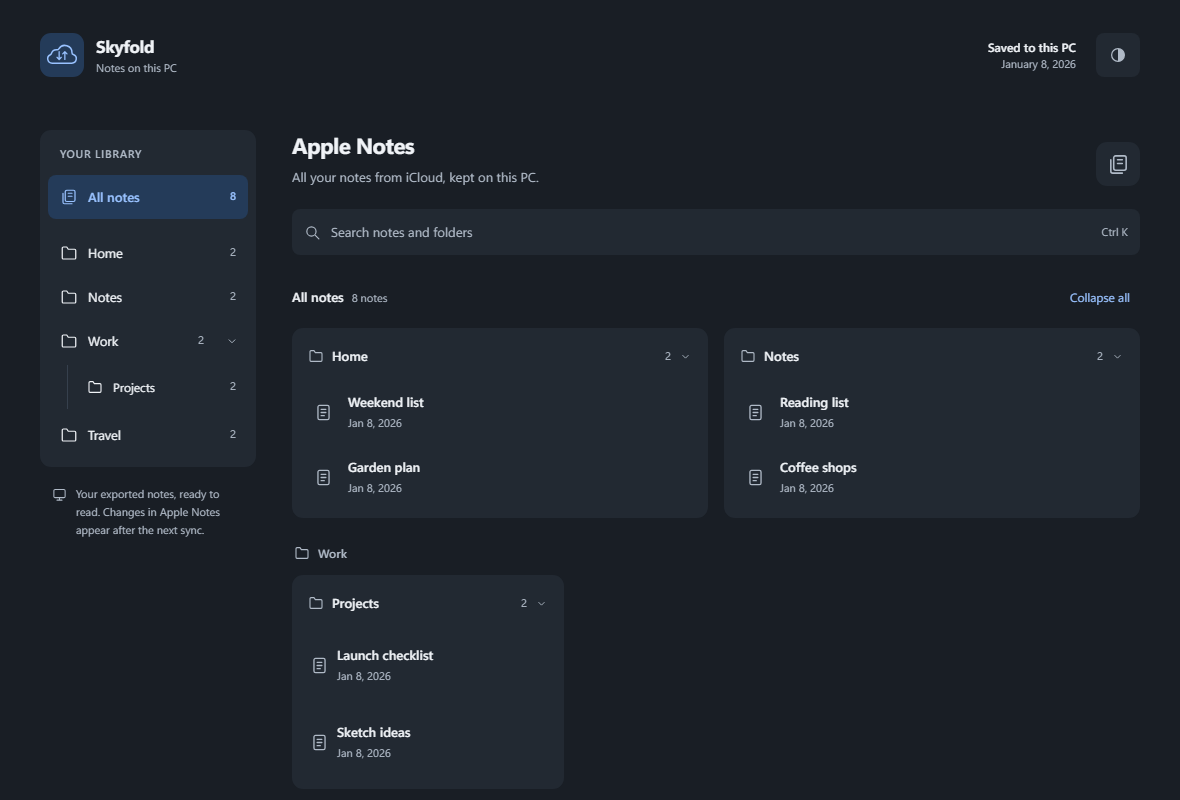 Skyfold
Notes on this PC
Saved to this PC
January 8, 2026
YOUR LIBRARY
All notes 8
Home 2
Notes 2
Work 2
Projects 2
Travel 2
Your exported notes, ready to
read. Changes in Apple Notes
appear after the next sync.
Apple Notes
All your notes from iCloud, kept on this PC.
Search notes and folders Ctrl K
All notes 8 notes Collapse all
Home 2
Weekend list
Jan 8, 2026
Garden plan
Jan 8, 2026
Notes 2
Reading list
Jan 8, 2026
Coffee shops
Jan 8, 2026
Work
Projects 2
Launch checklist
Jan 8, 2026
Sketch ideas
Jan 8, 2026